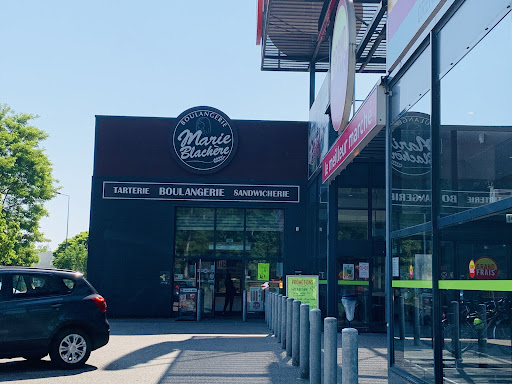 BOULANGERIE
Marie
Blachère
TARTERIE BOULANGERIE SANDWICHERIE
le meilleur marché
FRAIS